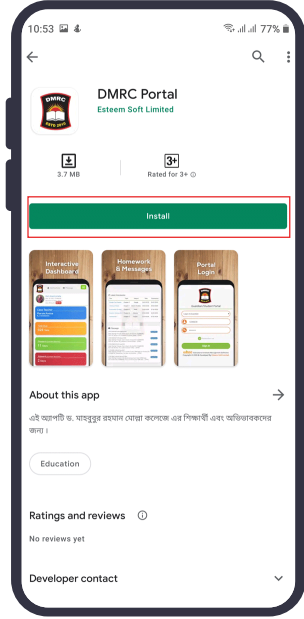 10:53 77%
DMRC Portal
Esteem Soft Limited
DMRC
3+
3.7 MB Rated for 3+
Install
Interactive Dashboard
Homework & Messages
Portal Login
About this app
এই অ্যাপটি ড. মাহবুবুর রহমান মোল্লা কলেজে এর শিক্ষার্থী এবং অভিভাবকদের
জন্য।
Education
Ratings and reviews
No reviews yet
Developer contact